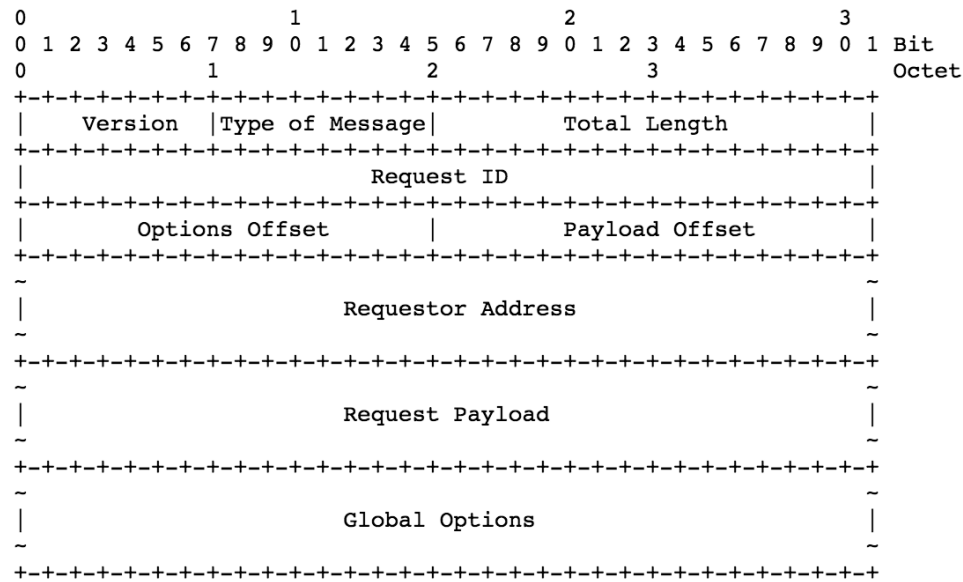 0                   1                   2                   3
0 1 2 3 4 5 6 7 8 9 0 1 2 3 4 5 6 7 8 9 0 1 2 3 4 5 6 7 8 9 0 1 Bit
0             1               2               3                 Octet
+-+-+-+-+-+-+-+-+-+-+-+-+-+-+-+-+-+-+-+-+-+-+-+-+-+-+-+-+-+-+-+
|    Version  |Type of Message|         Total Length          |
+-+-+-+-+-+-+-+-+-+-+-+-+-+-+-+-+-+-+-+-+-+-+-+-+-+-+-+-+-+-+-+
|                         Request ID                          |
+-+-+-+-+-+-+-+-+-+-+-+-+-+-+-+-+-+-+-+-+-+-+-+-+-+-+-+-+-+-+-+
|        Options Offset       |         Payload Offset        |
+-+-+-+-+-+-+-+-+-+-+-+-+-+-+-+-+-+-+-+-+-+-+-+-+-+-+-+-+-+-+-+
~                                                             ~
|                       Requestor Address                     |
~                                                             ~
+-+-+-+-+-+-+-+-+-+-+-+-+-+-+-+-+-+-+-+-+-+-+-+-+-+-+-+-+-+-+-+
~                                                             ~
|                       Request Payload                       |
~                                                             ~
+-+-+-+-+-+-+-+-+-+-+-+-+-+-+-+-+-+-+-+-+-+-+-+-+-+-+-+-+-+-+-+
~                                                             ~
|                       Global Options                        |
~                                                             ~
+-+-+-+-+-+-+-+-+-+-+-+-+-+-+-+-+-+-+-+-+-+-+-+-+-+-+-+-+-+-+-+